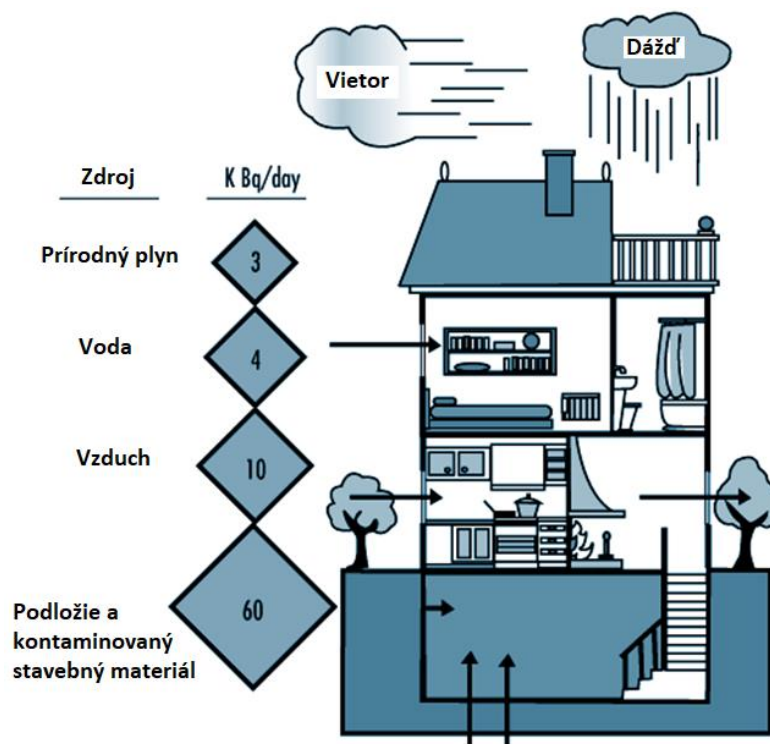 Vietor
Dážď
Zdroj
K Bq/day
Prírodný plyn
3
Voda
4
Vzduch
10
Podložie a
kontaminovaný
stavebný materiál
60